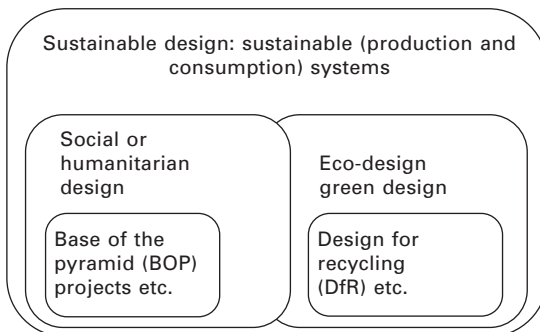 Sustainable design: sustainable (production and
consumption) systems
Social or
humanitarian
design
Base of the
pyramid (BOP)
projects etc.
Eco-design
green design
Design for
recycling
(DfR) etc.